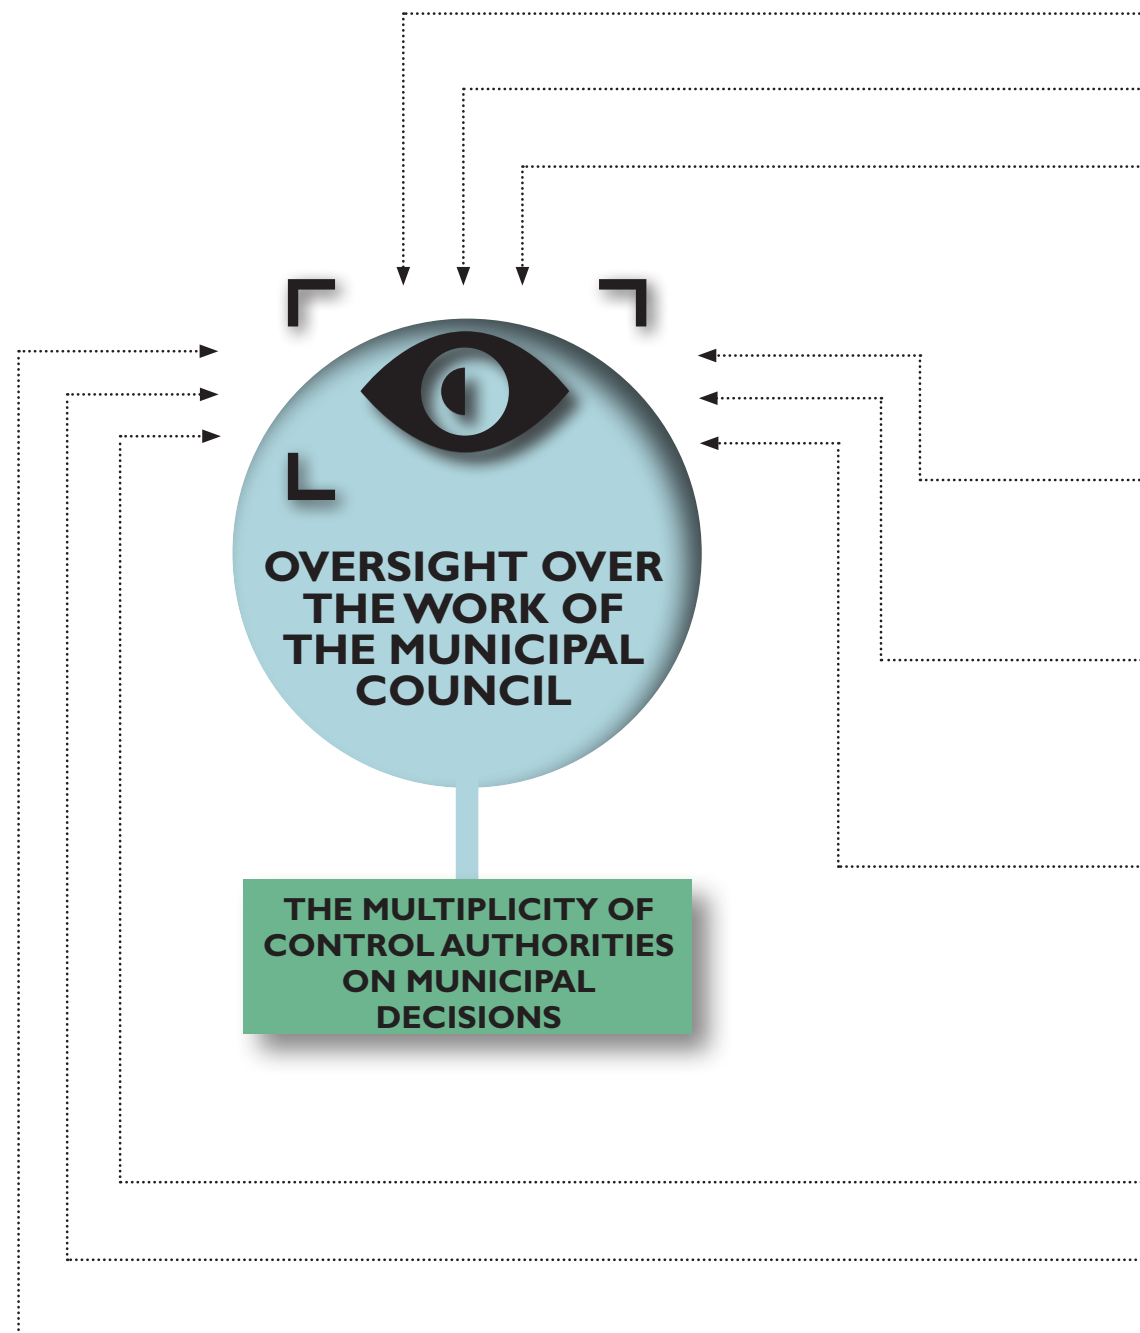 OVERSIGHT OVER
THE WORK OF
THE MUNICIPAL
COUNCIL
THE MULTIPLICITY OF
CONTROL AUTHORITIES
ON MUNICIPAL
DECISIONS